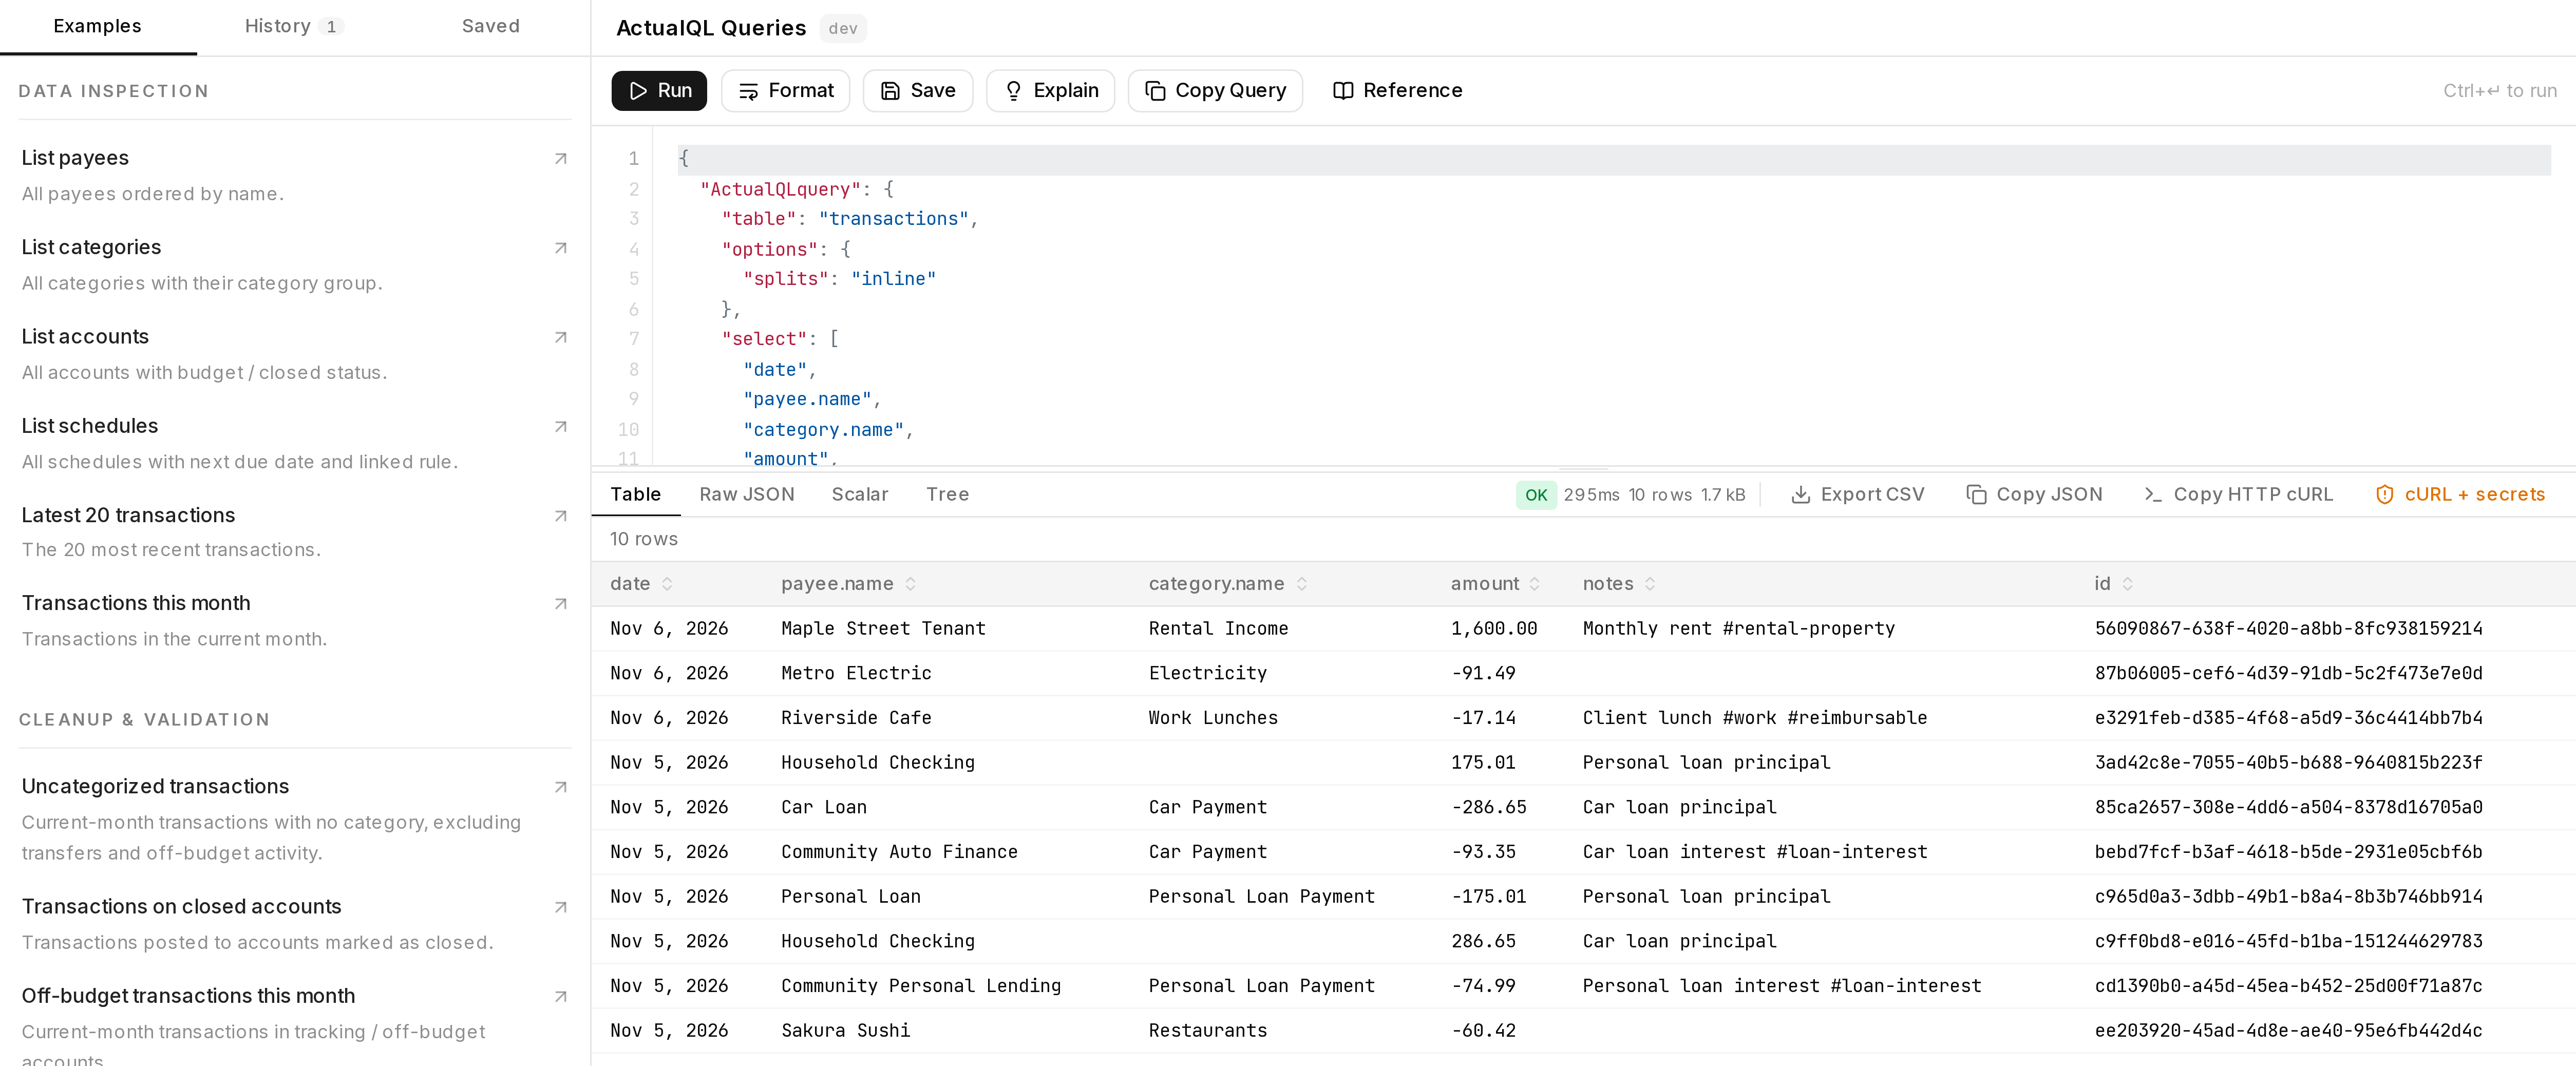 Examples
History 1
Saved
DATA INSPECTION
List payees
All payees ordered by name.
List categories
All categories with their category group.
List accounts
All accounts with budget / closed status.
List schedules
All schedules with next due date and linked rule.
Latest 20 transactions
The 20 most recent transactions.
Transactions this month
Transactions in the current month.
CLEANUP & VALIDATION
Uncategorized transactions
Current-month transactions with no category, excluding
transfers and off-budget activity.
Transactions on closed accounts
Transactions posted to accounts marked as closed.
Off-budget transactions this month
Current-month transactions in tracking / off-budget
accounts.
ActualQL Queries dev
Run Format Save Explain Copy Query Reference Ctrl+↵ to run
1 {
2 "ActualQLquery": {
3 "table": "transactions",
4 "options": {
5 "splits": "inline"
6 },
7 "select": [
8 "date",
9 "payee.name",
10 "category.name",
11 "amount",
Table Raw JSON Scalar Tree OK 295ms 10 rows 1.7 kB Export CSV Copy JSON Copy HTTP cURL cURL + secrets
10 rows
date payee.name category.name amount notes id
Nov 6, 2026 Maple Street Tenant Rental Income 1,600.00 Monthly rent #rental-property 56090867-638f-4020-a8bb-8fc938159214
Nov 6, 2026 Metro Electric Electricity -91.49 87b06005-cef6-4d39-91db-5c2f473e7e0d
Nov 6, 2026 Riverside Cafe Work Lunches -17.14 Client lunch #work #reimbursable e3291feb-d385-4f68-a5d9-36c4414bb7b4
Nov 5, 2026 Household Checking 175.01 Personal loan principal 3ad42c8e-7055-40b5-b688-9640815b223f
Nov 5, 2026 Car Loan Car Payment -286.65 Car loan principal 85ca2657-308e-4dd6-a504-8378d16705a0
Nov 5, 2026 Community Auto Finance Car Payment -93.35 Car loan interest #loan-interest bebd7fcf-b3af-4618-b5de-2931e05cbf6b
Nov 5, 2026 Personal Loan Personal Loan Payment -175.01 Personal loan principal c965d0a3-3dbb-49b1-b8a4-8b3b746bb914
Nov 5, 2026 Household Checking 286.65 Car loan principal c9ff0bd8-e016-45fd-b1ba-151244629783
Nov 5, 2026 Community Personal Lending Personal Loan Payment -74.99 Personal loan interest #loan-interest cd1390b0-a45d-45ea-b452-25d00f71a87c
Nov 5, 2026 Sakura Sushi Restaurants -60.42 ee203920-45ad-4d8e-ae40-95e6fb442d4c